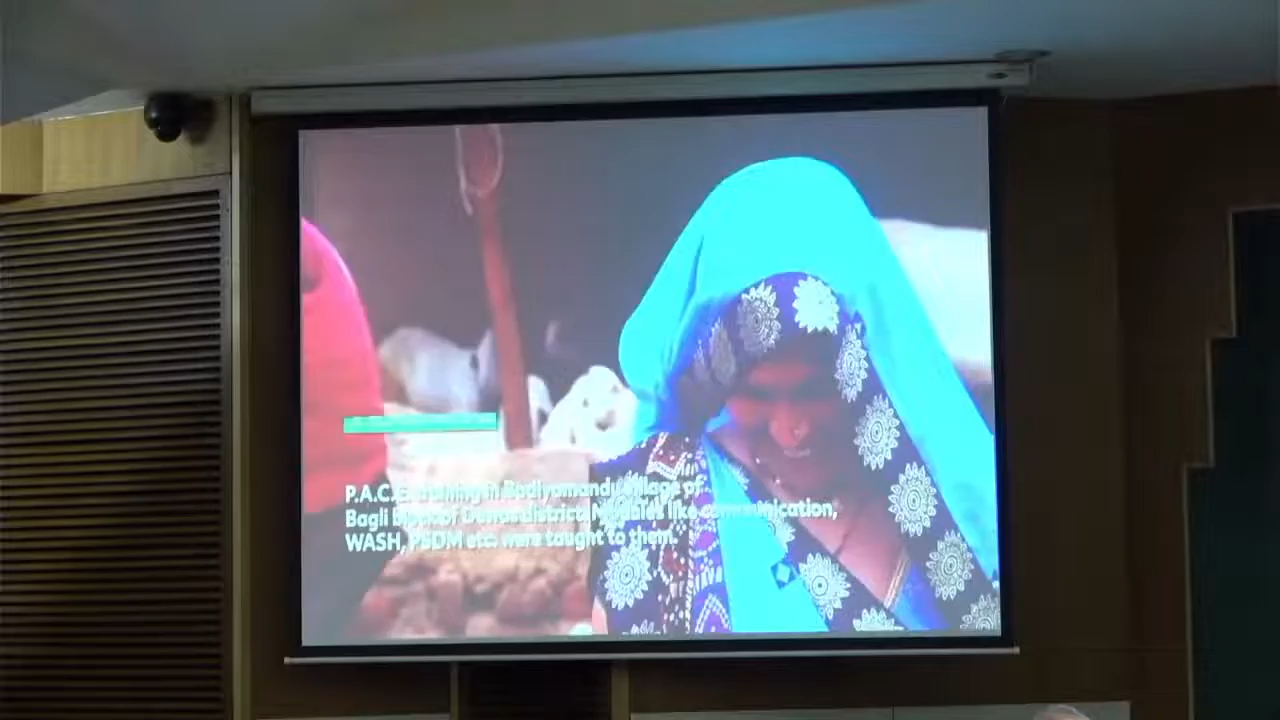 P.A.C.E. training in Badiyamandu village of
Bagli block of Dewas district. Modules like communication,
WASH, PSDM etc. were taught to them.